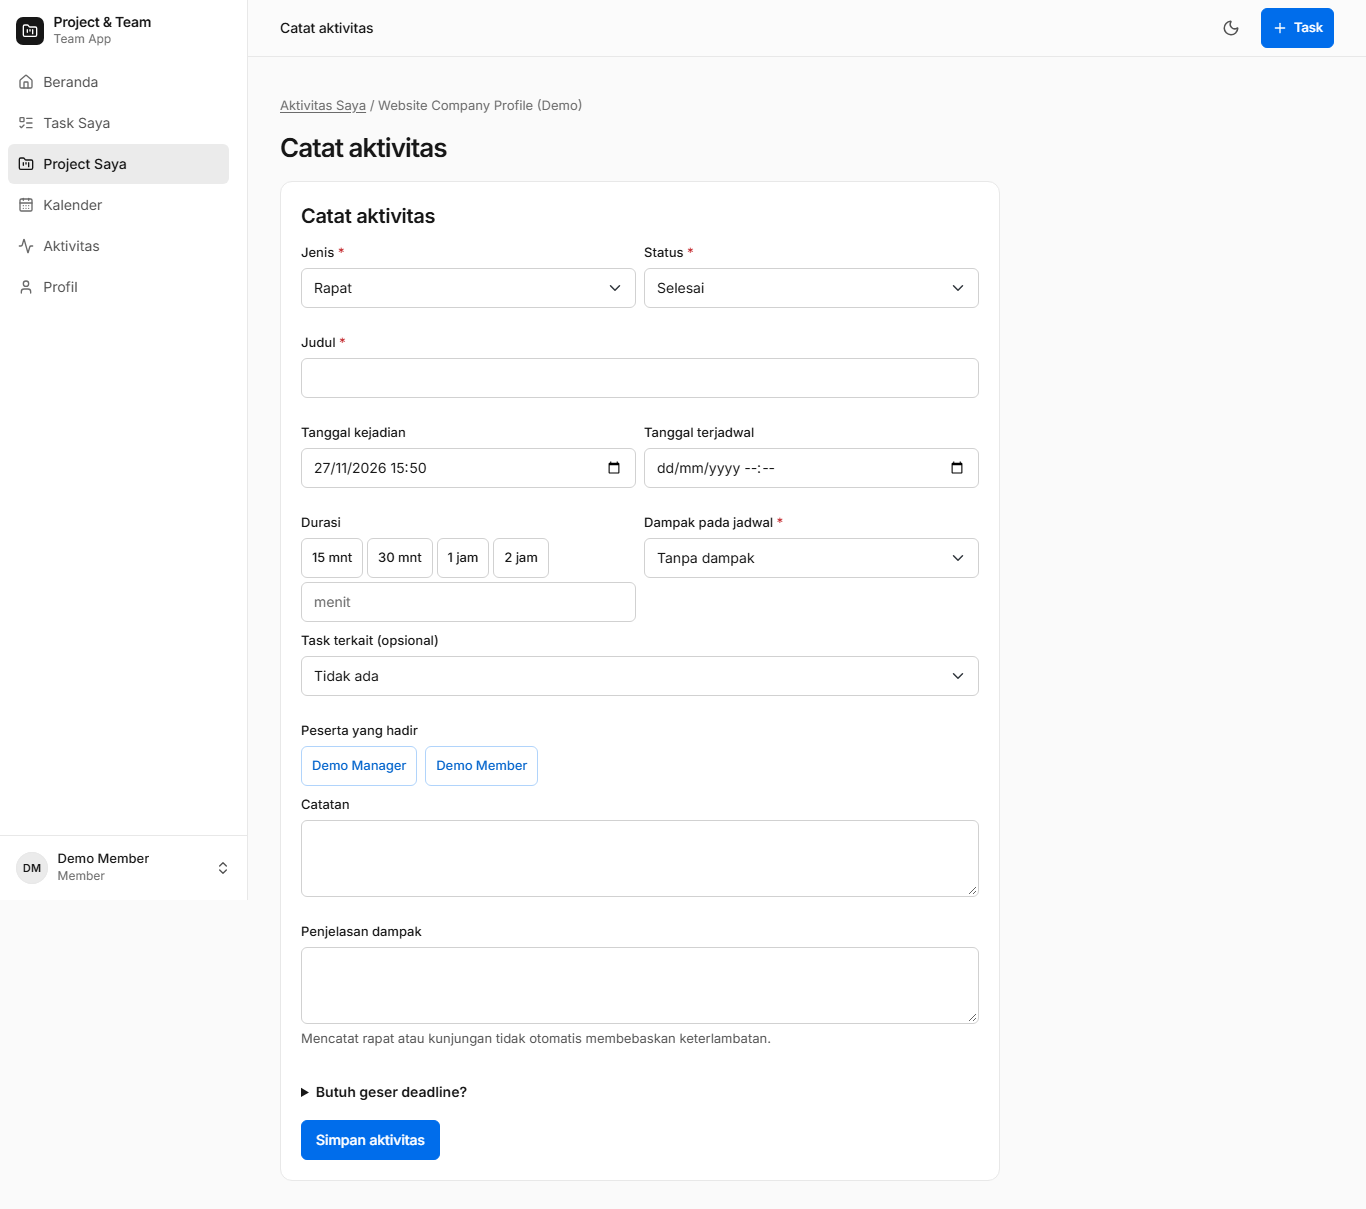 Project & Team
Team App
Beranda
Task Saya
Project Saya
Kalender
Aktivitas
Profil
DM
Demo Member
Member
Catat aktivitas
+ Task
Aktivitas Saya / Website Company Profile (Demo)
Catat aktivitas
Catat aktivitas
Jenis *
Status *
Rapat
Selesai
Judul *
Tanggal kejadian
Tanggal terjadwal
27/11/2026 15:50
dd/mm/yyyy --:--
Durasi
Dampak pada jadwal *
15 mnt
30 mnt
1 jam
2 jam
Tanpa dampak
menit
Task terkait (opsional)
Tidak ada
Peserta yang hadir
Demo Manager
Demo Member
Catatan
Penjelasan dampak
Mencatat rapat atau kunjungan tidak otomatis membebaskan keterlambatan.
Butuh geser deadline?
Simpan aktivitas